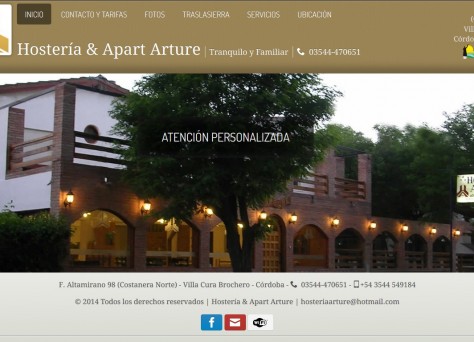 INICIO CONTACTO Y TARIFAS FOTOS TRASLASIERRA SERVICIOS UBICACIÓN
Hostería & Apart Arture | Tranquilo y Familiar | 03544-470651
ATENCIÓN PERSONALIZADA
F. Altamirano 98 (Costanera Norte) - Villa Cura Brochero - Córdoba - 03544-470651 - +54 3544 549184
© 2014 Todos los derechos reservados | Hostería & Apart Arture | hosteriaarture@hotmail.com